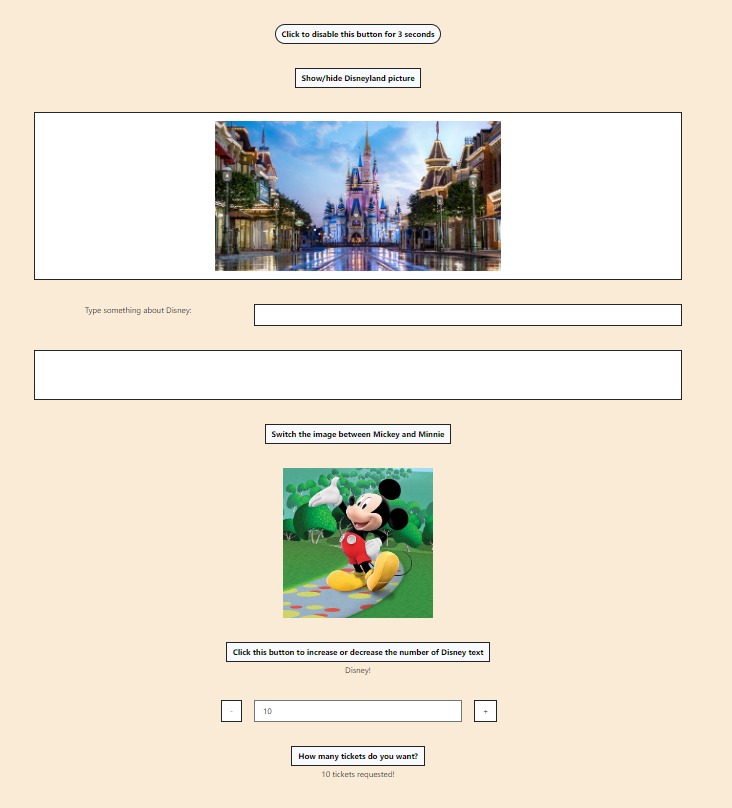 Click to disable this button for 3 seconds
Show/hide Disneyland picture
Type something about Disney:
Switch the image between Mickey and Minnie
Click this button to increase or decrease the number of Disney text
Disney!
- 10 +
How many tickets do you want?
10 tickets requested!